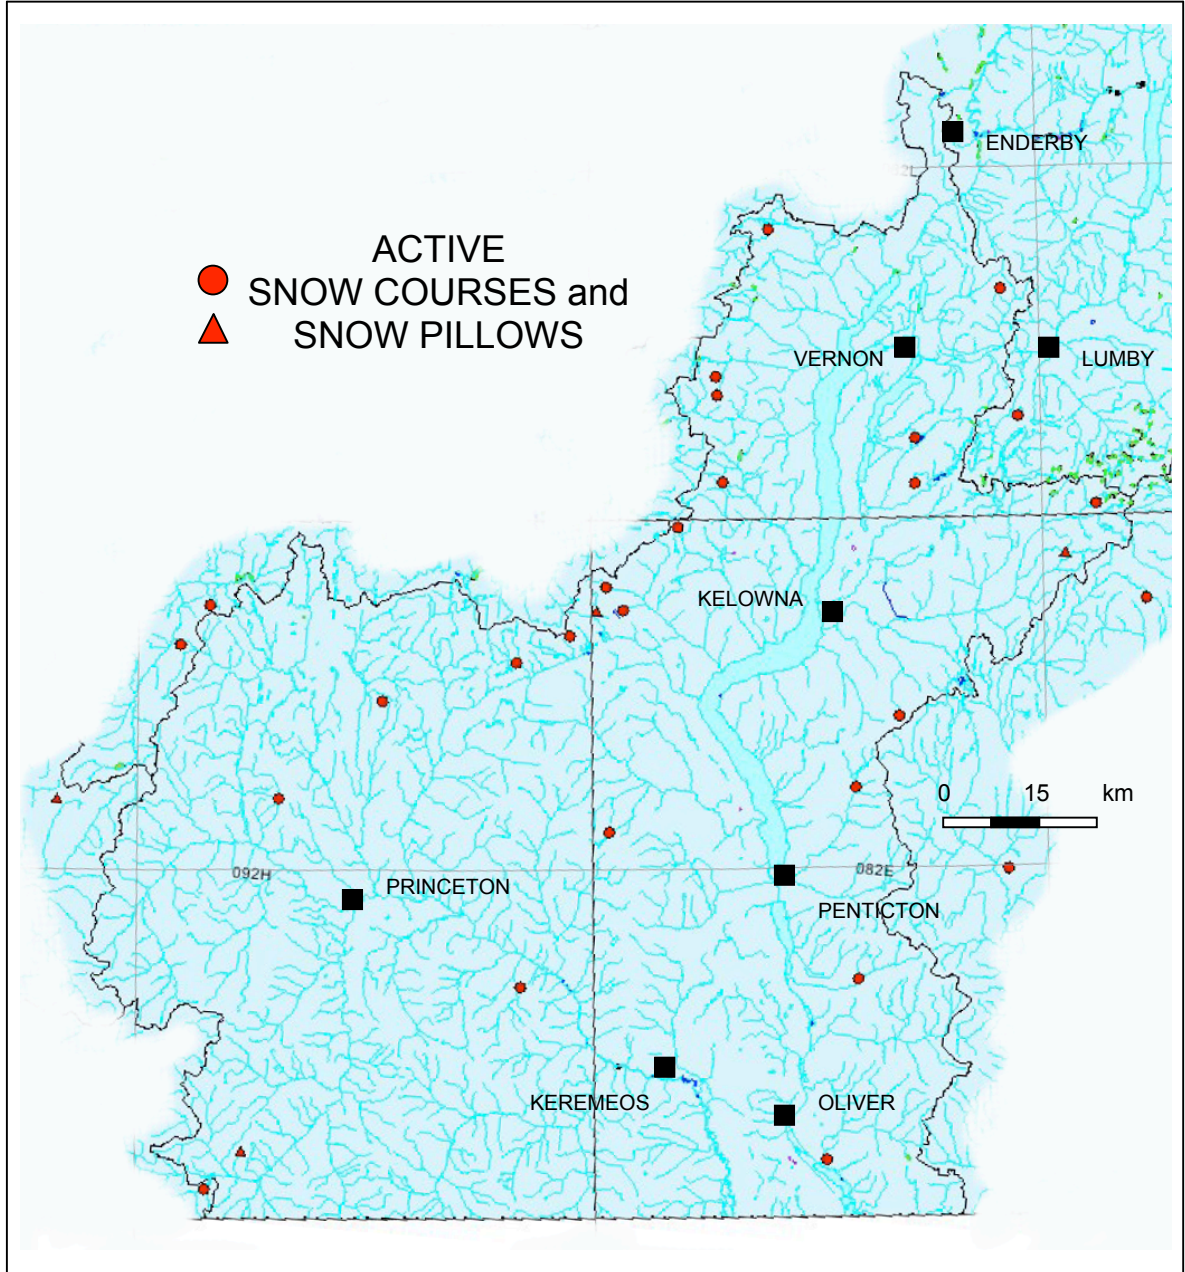 ENDERBY
ACTIVE
SNOW COURSES and
SNOW PILLOWS
VERNON
LUMBY
KELOWNA
0 15 km
092H
082E
PRINCETON
PENTICTON
KEREMEOS
OLIVER